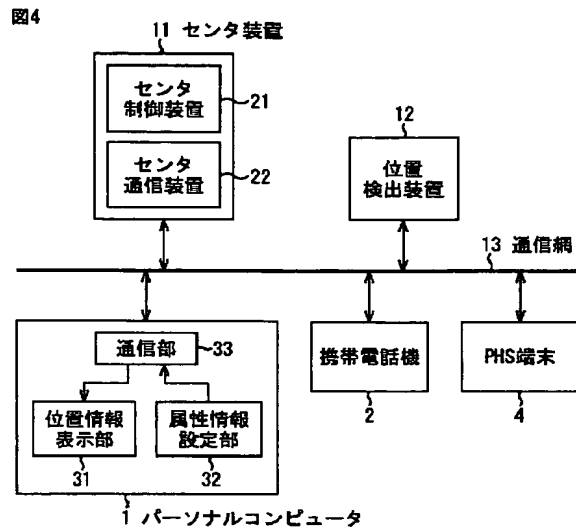 図4
11 センタ装置
センタ
制御装置
21
センタ
通信装置
22
12
位置
検出装置
13 通信網
通信部
33
位置情報
表示部
31
属性情報
設定部
32
1 パーソナルコンピュータ
携帯電話機
2
PHS端末
4